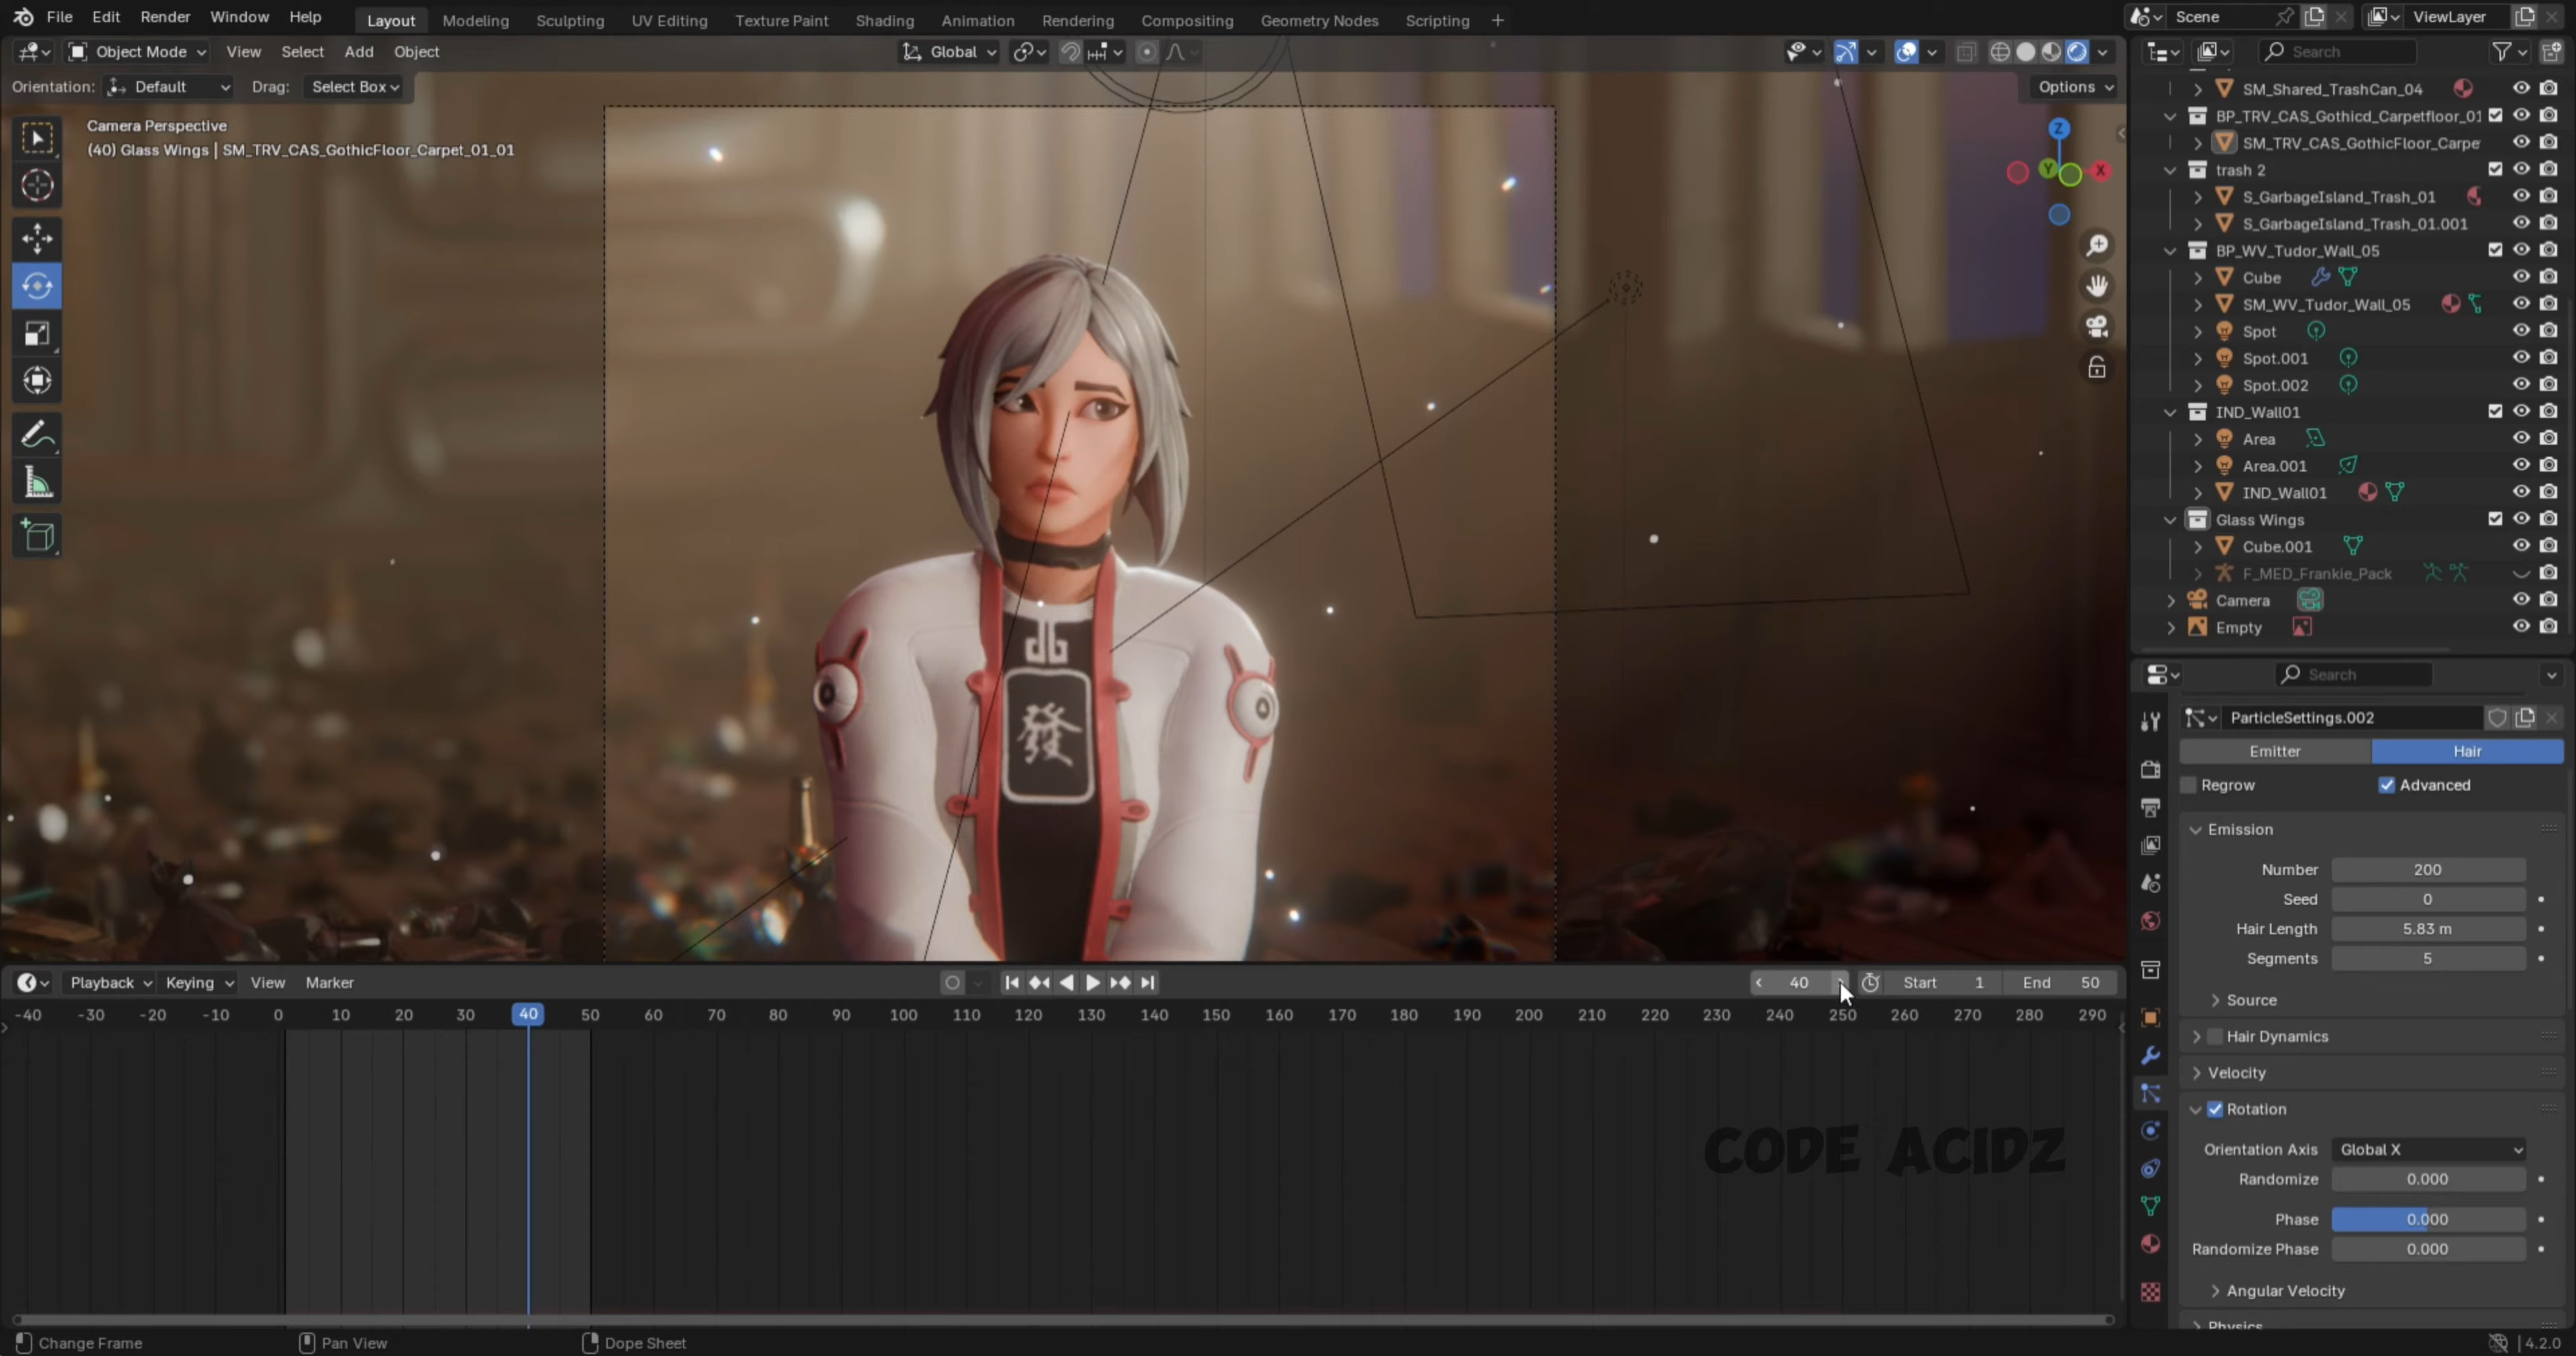 File Edit Render Window Help Layout Modeling Sculpting UV Editing Texture Paint Shading Animation Rendering Compositing Geometry Nodes Scripting + Scene ViewLayer
Object Mode View Select Add Object Global Search
Orientation: Default Drag: Select Box Options
Camera Perspective
(40) Glass Wings | SM_TRV_CAS_GothicFloor_Carpet_01_01
Z
Y
X
發
SM_Shared_TrashCan_04
BP_TRV_CAS_Gothicd_Carpetfloor_01
SM_TRV_CAS_GothicFloor_Carpe
trash 2
S_GarbageIsland_Trash_01
S_GarbageIsland_Trash_01.001
BP_WV_Tudor_Wall_05
Cube
SM_WV_Tudor_Wall_05
Spot
Spot.001
Spot.002
IND_Wall01
Area
Area.001
IND_Wall01
Glass Wings
Cube.001
F_MED_Frankie_Pack
Camera
Empty
Search
ParticleSettings.002
Emitter Hair
Regrow Advanced
Emission
Number 200
Seed 0
Hair Length 5.83 m
Segments 5
Source
Hair Dynamics
Velocity
Rotation
Orientation Axis Global X
Randomize 0.000
Phase 0.000
Randomize Phase 0.000
Angular Velocity
Physics
Playback Keying View Marker 40 Start 1 End 50
-40 -30 -20 -10 0 10 20 30 40 50 60 70 80 90 100 110 120 130 140 150 160 170 180 190 200 210 220 230 240 250 260 270 280 290
CODE ACIDZ
Change Frame Pan View Dope Sheet 4.2.0